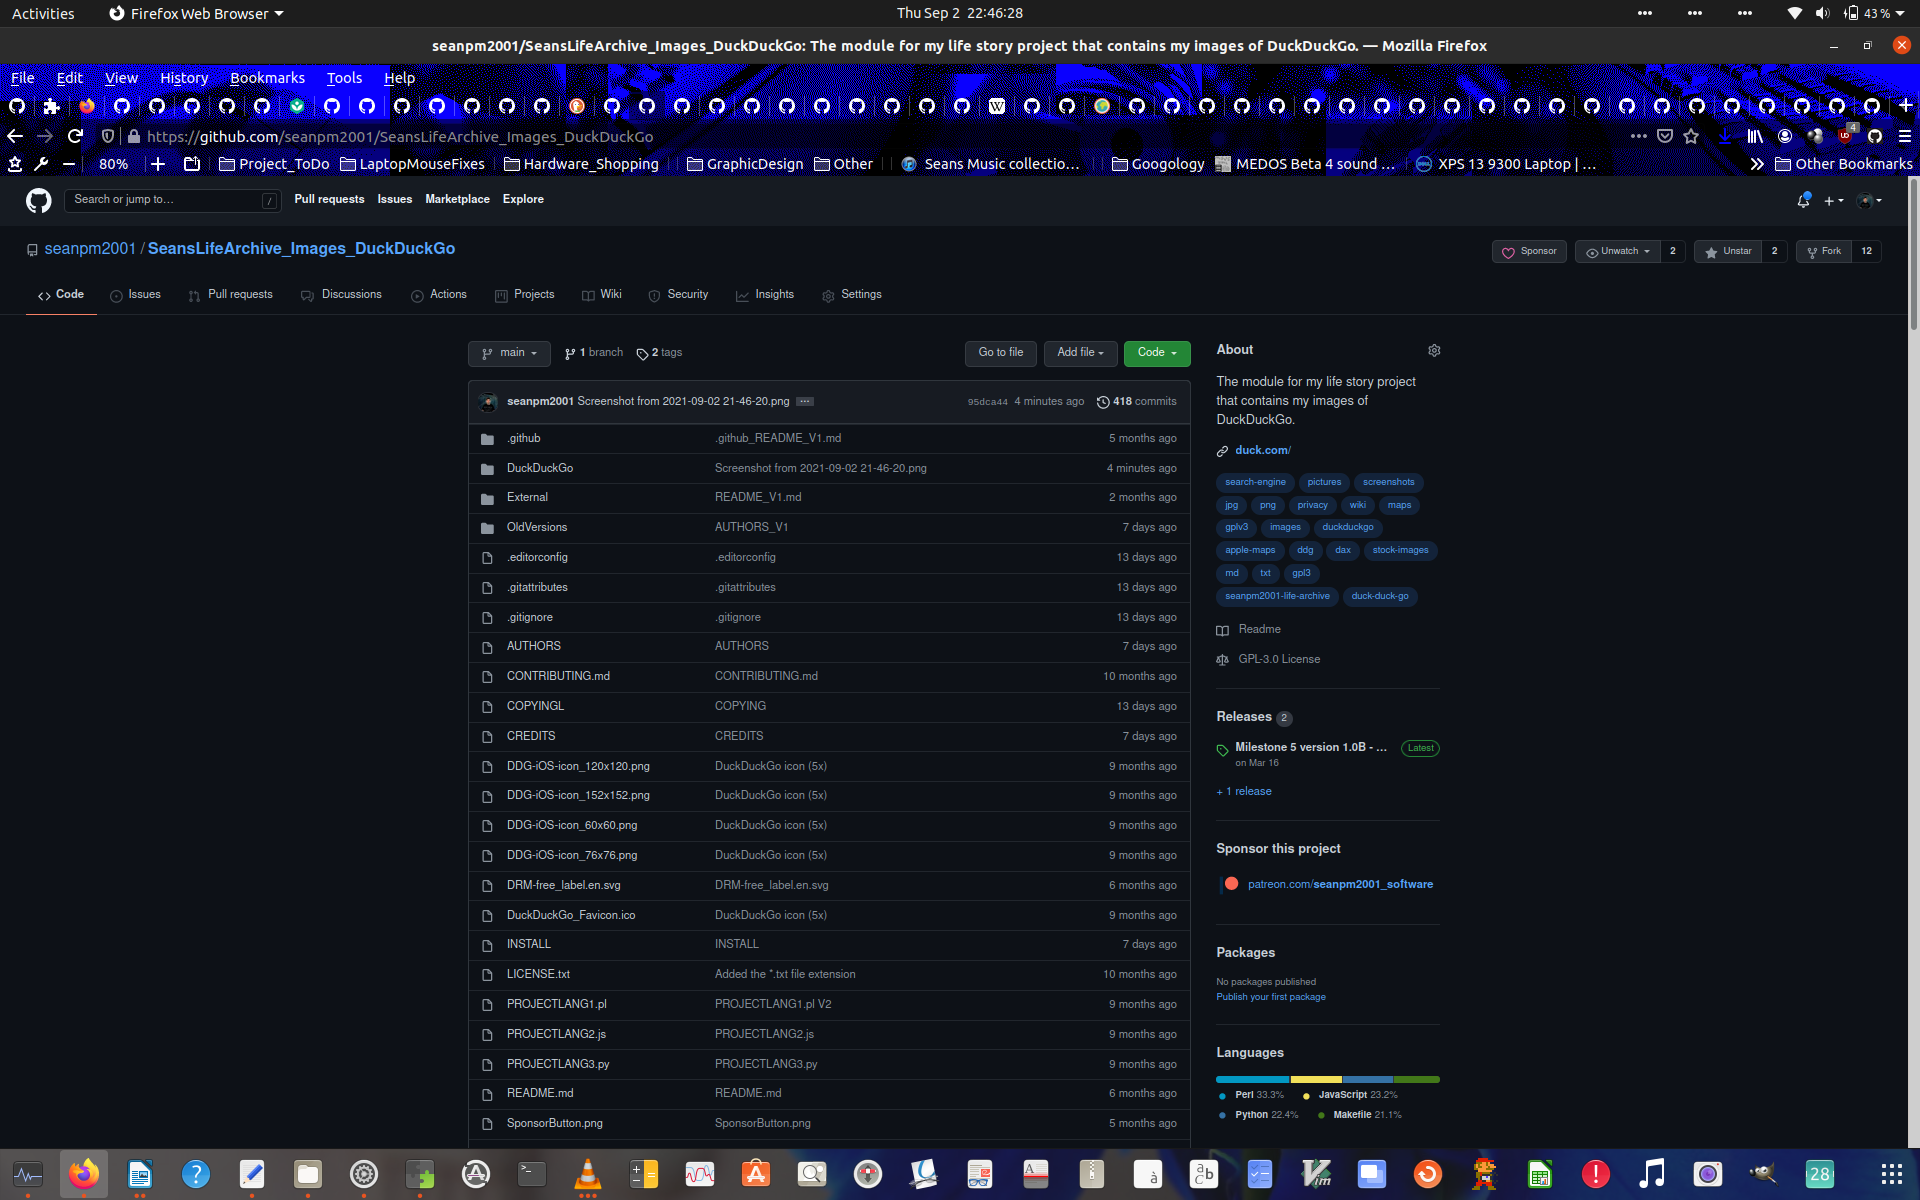 Activities Firefox Web Browser Thu Sep 2 22:46:28 43 %
seanpm2001/SeansLifeArchive_Images_DuckDuckGo: The module for my life story project that contains my images of DuckDuckGo. — Mozilla Firefox
File Edit View History Bookmarks Tools Help
https://github.com/seanpm2001/SeansLifeArchive_Images_DuckDuckGo 4
80% Project_ToDo LaptopMouseFixes Hardware_Shopping GraphicDesign Other Seans Music collectio… Googology MEDOS Beta 4 sound … XPS 13 9300 Laptop | … Other Bookmarks
Search or jump to… / Pull requests Issues Marketplace Explore
seanpm2001 / SeansLifeArchive_Images_DuckDuckGo Sponsor Unwatch 2 Unstar 2 Fork 12
Code Issues Pull requests Discussions Actions Projects Wiki Security Insights Settings
main 1 branch 2 tags Go to file Add file Code
seanpm2001 Screenshot from 2021-09-02 21-46-20.png … 95dca44 4 minutes ago 418 commits
.github .github_README_V1.md 5 months ago
DuckDuckGo Screenshot from 2021-09-02 21-46-20.png 4 minutes ago
External README_V1.md 2 months ago
OldVersions AUTHORS_V1 7 days ago
.editorconfig .editorconfig 13 days ago
.gitattributes .gitattributes 13 days ago
.gitignore .gitignore 13 days ago
AUTHORS AUTHORS 7 days ago
CONTRIBUTING.md CONTRIBUTING.md 10 months ago
COPYINGL COPYING 13 days ago
CREDITS CREDITS 7 days ago
DDG-iOS-icon_120x120.png DuckDuckGo icon (5x) 9 months ago
DDG-iOS-icon_152x152.png DuckDuckGo icon (5x) 9 months ago
DDG-iOS-icon_60x60.png DuckDuckGo icon (5x) 9 months ago
DDG-iOS-icon_76x76.png DuckDuckGo icon (5x) 9 months ago
DRM-free_label.en.svg DRM-free_label.en.svg 6 months ago
DuckDuckGo_Favicon.ico DuckDuckGo icon (5x) 9 months ago
INSTALL INSTALL 7 days ago
LICENSE.txt Added the *.txt file extension 10 months ago
PROJECTLANG1.pl PROJECTLANG1.pl V2 9 months ago
PROJECTLANG2.js PROJECTLANG2.js 9 months ago
PROJECTLANG3.py PROJECTLANG3.py 9 months ago
README.md README.md 6 months ago
SponsorButton.png SponsorButton.png 5 months ago
About
The module for my life story project
that contains my images of
DuckDuckGo.
duck.com/
search-engine pictures screenshots
jpg png privacy wiki maps
gplv3 images duckduckgo
apple-maps ddg dax stock-images
md txt gpl3
seanpm2001-life-archive duck-duck-go
Readme
GPL-3.0 License
Releases 2
Milestone 5 version 1.0B - … Latest
on Mar 16
+ 1 release
Sponsor this project
patreon.com/seanpm2001_software
Packages
No packages published
Publish your first package
Languages
Perl 33.3% JavaScript 23.2%
Python 22.4% Makefile 21.1%
28